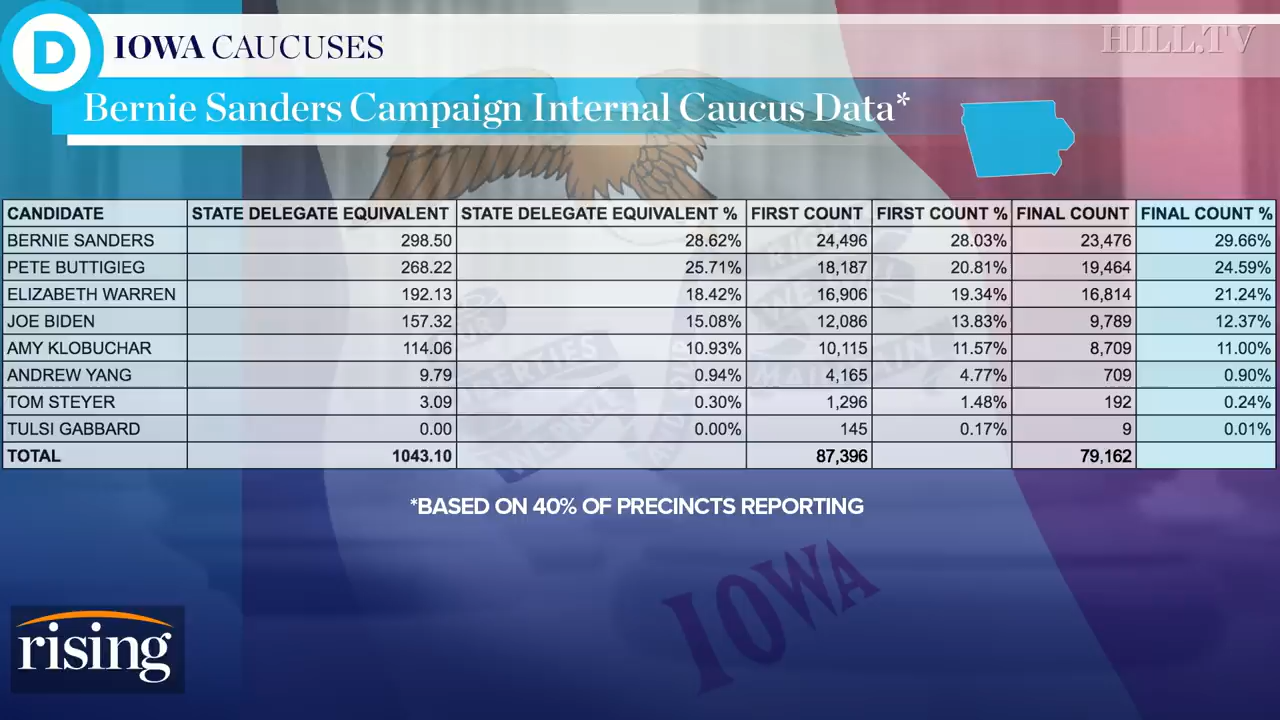 D
IOWA CAUCUSES
HILL.TV
Bernie Sanders Campaign Internal Caucus Data*
CANDIDATE STATE DELEGATE EQUIVALENT STATE DELEGATE EQUIVALENT % FIRST COUNT FIRST COUNT % FINAL COUNT FINAL COUNT %
BERNIE SANDERS 298.50 28.62% 24,496 28.03% 23,476 29.66%
PETE BUTTIGIEG 268.22 25.71% 18,187 20.81% 19,464 24.59%
ELIZABETH WARREN 192.13 18.42% 16,906 19.34% 16,814 21.24%
JOE BIDEN 157.32 15.08% 12,086 13.83% 9,789 12.37%
AMY KLOBUCHAR 114.06 10.93% 10,115 11.57% 8,709 11.00%
ANDREW YANG 9.79 0.94% 4,165 4.77% 709 0.90%
TOM STEYER 3.09 0.30% 1,296 1.48% 192 0.24%
TULSI GABBARD 0.00 0.00% 145 0.17% 9 0.01%
TOTAL 1043.10 87,396 79,162
*BASED ON 40% OF PRECINCTS REPORTING
IOWA
rising